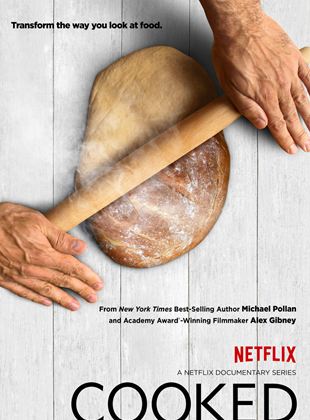 Transform the way you look at food.
From New York Times Best-Selling Author Michael Pollan
and Academy Award®-Winning Filmmaker Alex Gibney
NETFLIX
A NETFLIX DOCUMENTARY SERIES
COOKED